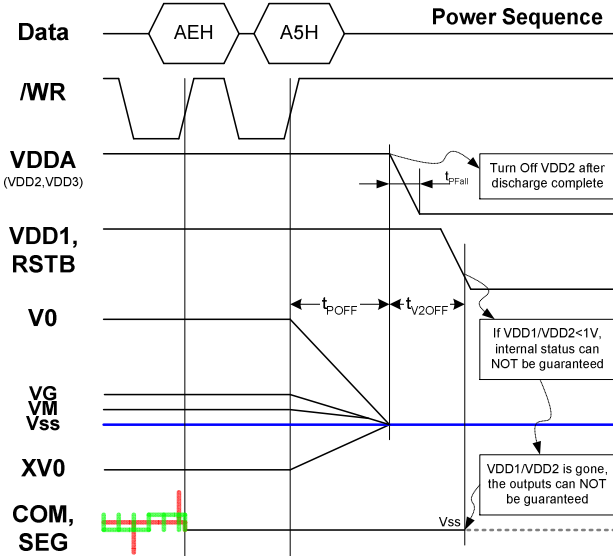 Power Sequence
Data
AEH
A5H
/WR
VDDA
(VDD2,VDD3)
Turn Off VDD2 after
discharge complete
tPFall
VDD1,
RSTB
tPOFF
tV2OFF
V0
If VDD1/VDD2<1V,
internal status can
NOT be guaranteed
VG
VM
Vss
XV0
VDD1/VDD2 is gone,
the outputs can NOT
be guaranteed
COM,
SEG
Vss